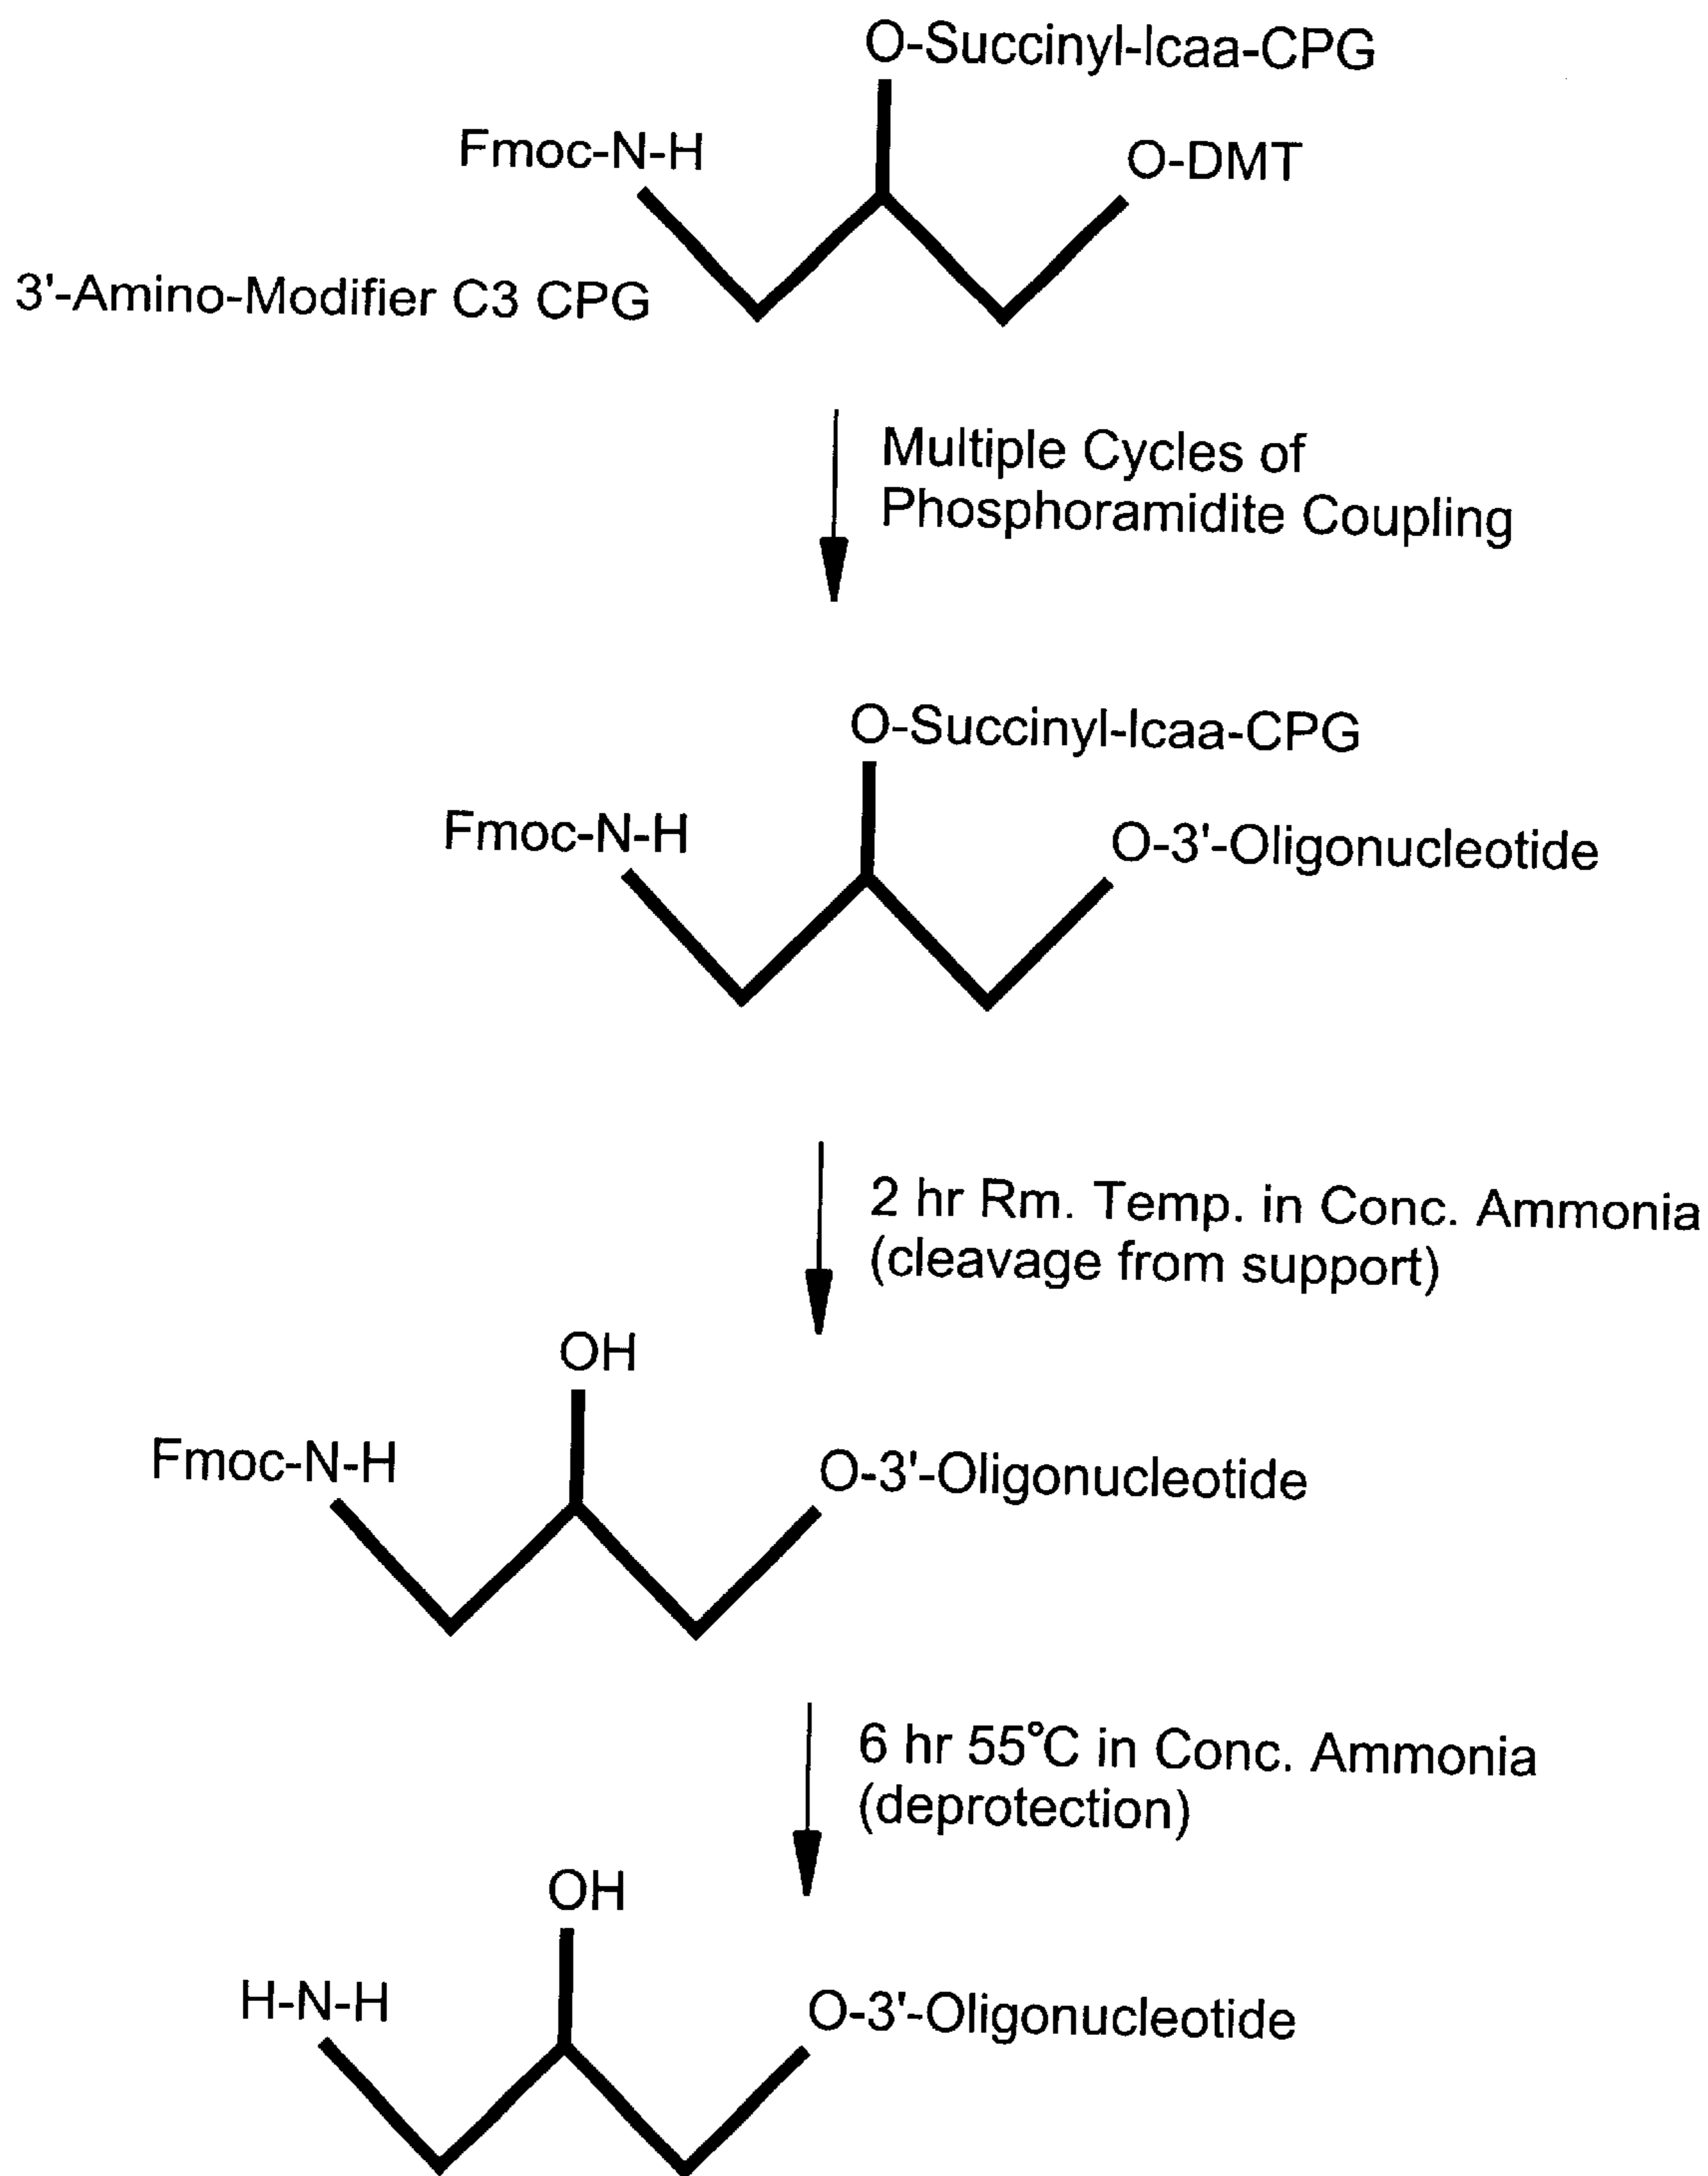 O-Succinyl-lcaa-CPG
Fmoc-N-H
O-DMT
3'-Amino-Modifier C3 CPG
Multiple Cycles of
Phosphoramidite Coupling
O-Succinyl-lcaa-CPG
Fmoc-N-H
O-3'-Oligonucleotide
2 hr Rm. Temp. in Conc. Ammonia
(cleavage from support)
OH
Fmoc-N-H
O-3'-Oligonucleotide
6 hr 55°C in Conc. Ammonia
(deprotection)
OH
H-N-H
O-3'-Oligonucleotide